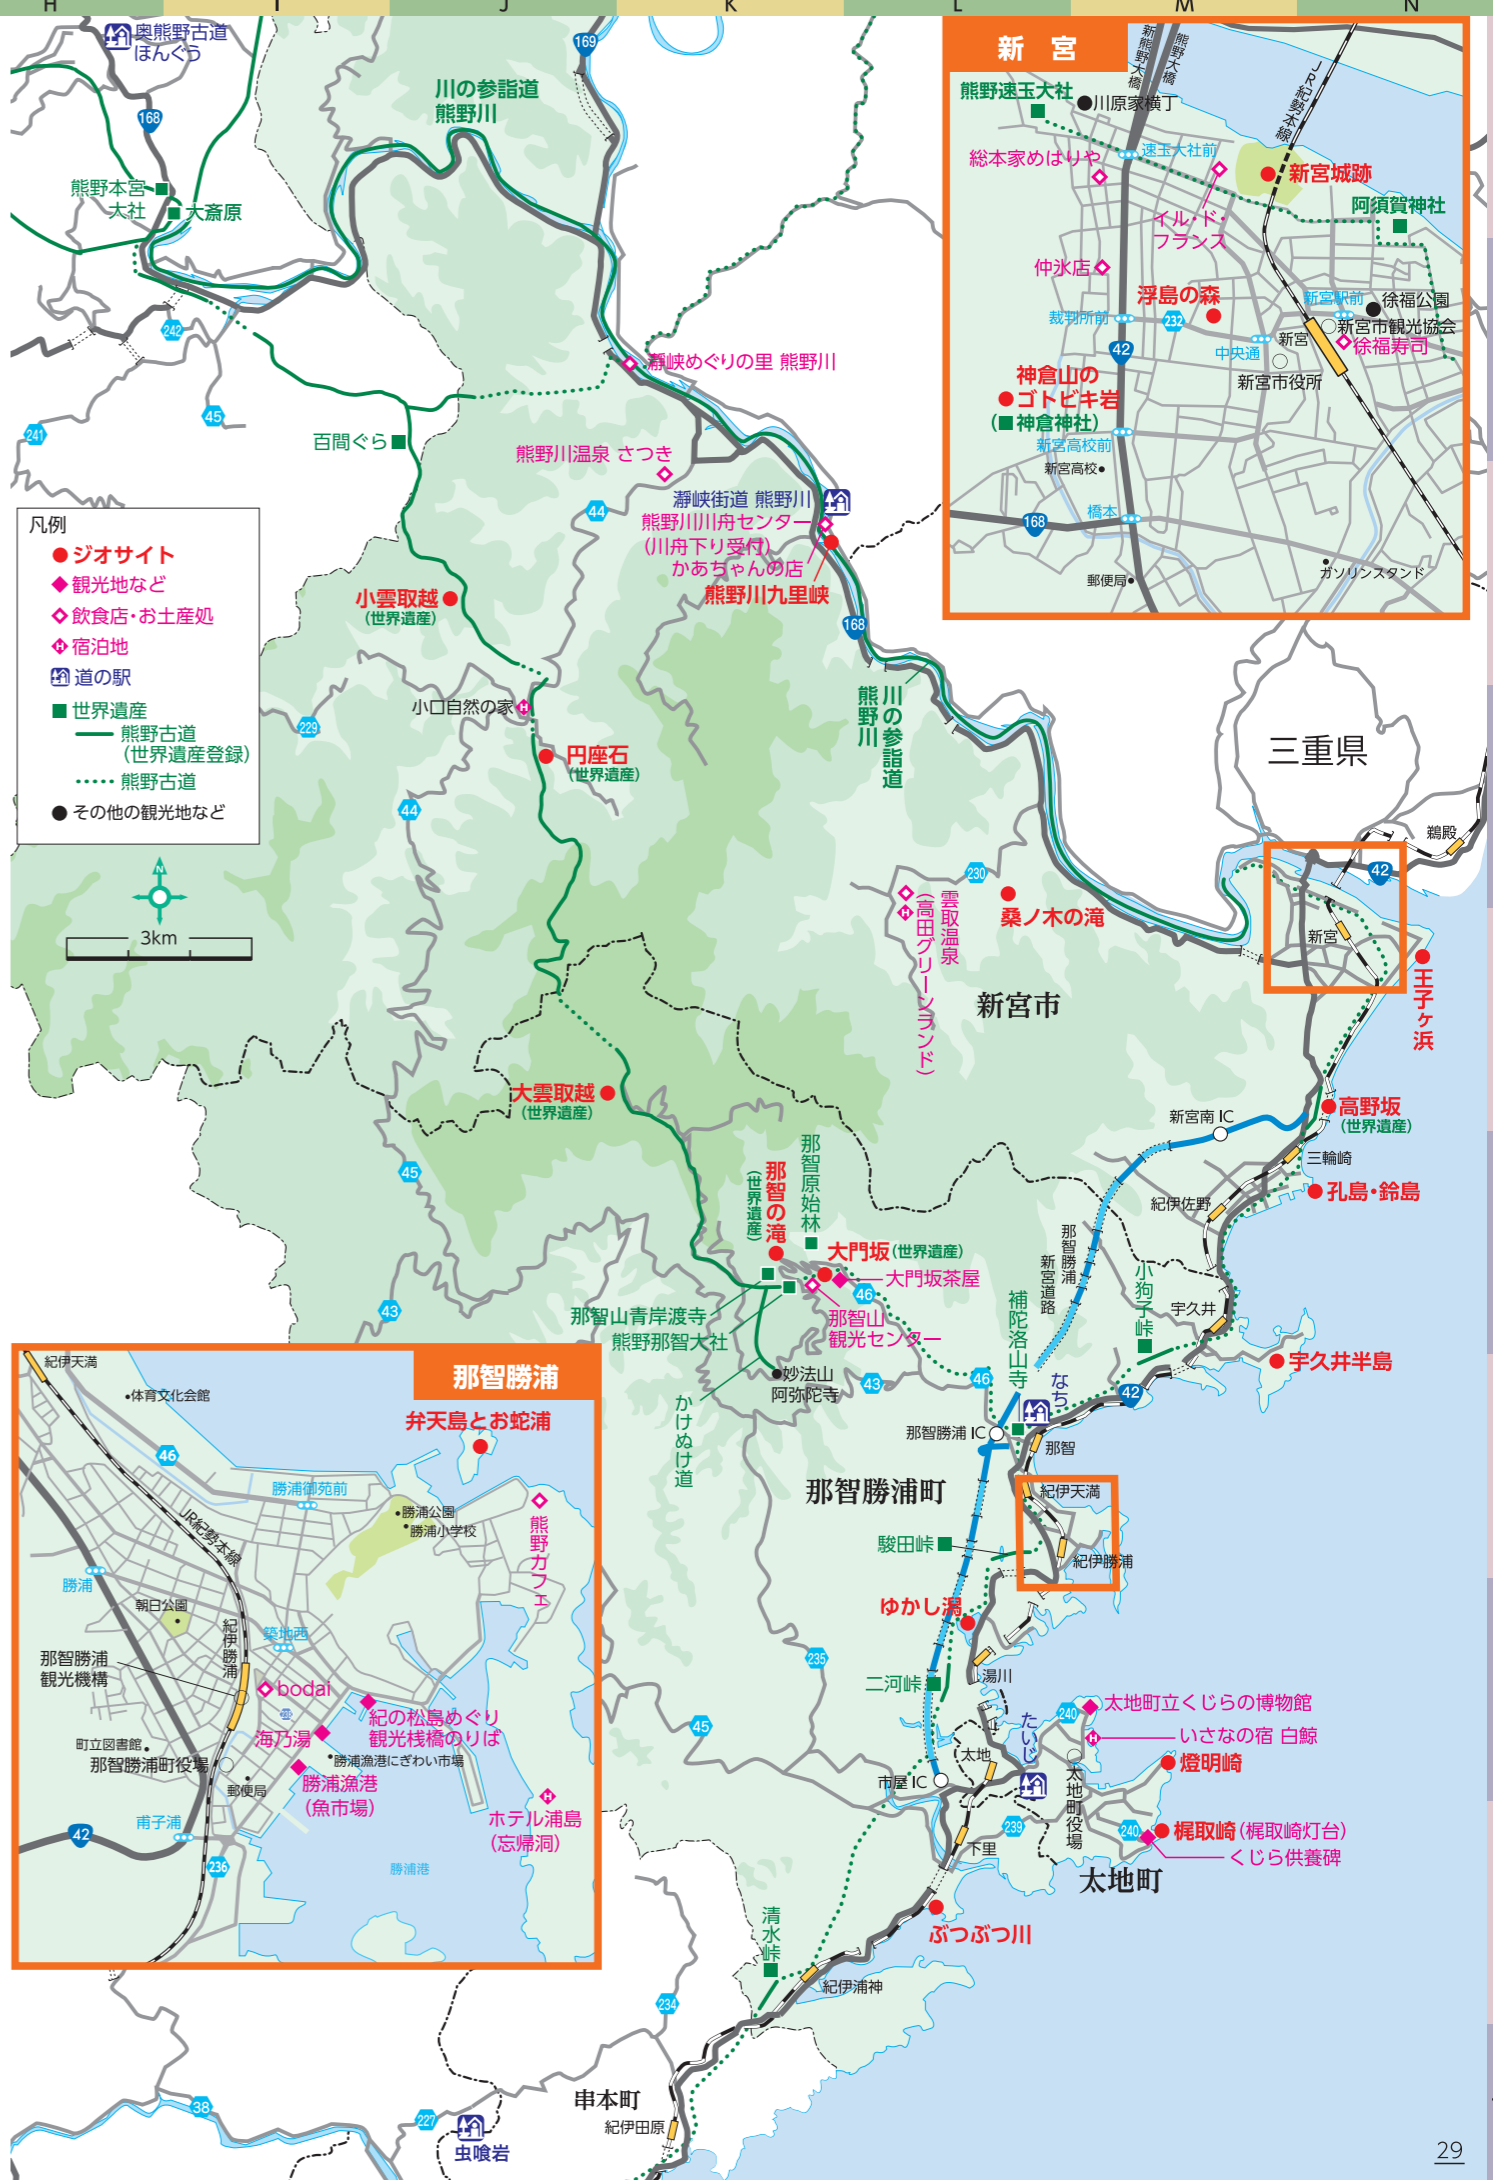 H I J K L M N
奥熊野古道
ほんぐう
168
熊野本宮
大社
大斎原
川の参詣道
熊野川
169
242
45
241
百間ぐら
瀞峡めぐりの里 熊野川
熊野川温泉 さつき
44
瀞峡街道 熊野川
熊野川川舟センター
(川舟下り受付)
かあちゃんの店
熊野川九里峡
168
川の参詣道
熊野川
凡例
ジオサイト
観光地など
飲食店・お土産処
H 宿泊地
道の駅
世界遺産
熊野古道
(世界遺産登録)
熊野古道
その他の観光地など
N
3km
小雲取越
(世界遺産)
小口自然の家
H
229
円座石
(世界遺産)
44
新 宮
新熊野大橋
熊野大橋
JR紀勢本線
熊野速玉大社
川原家横丁
総本家めはりや
速玉大社前
新宮城跡
イル・ド・
フランス
阿須賀神社
仲氷店
浮島の森
裁判所前
232
新宮駅前
徐福公園
新宮市観光協会
新宮
徐福寿司
中央通
新宮市役所
42
神倉山の
ゴトビキ岩
(■神倉神社)
新宮高校前
新宮高校
橋本
168
郵便局
ガソリンスタンド
三重県
鵜殿
42
新宮
230
桑ノ木の滝
雲取温泉
(高田グリーンランド)
H
新宮市
王子ヶ浜
大雲取越
(世界遺産)
45
43
高野坂
(世界遺産)
新宮南 IC
三輪崎
孔島・鈴島
紀伊佐野
那智勝浦
新宮道路
那智の滝
(世界遺産)
那智原始林
大門坂(世界遺産)
大門坂茶屋
46
那智山
観光センター
那智山青岸渡寺
熊野那智大社
妙法山
阿弥陀寺
かけぬけ道
43
46
補陀洛山寺
小狗子峠
宇久井
宇久井半島
なち
42
那智勝浦 IC
那智
那智勝浦町
紀伊天満
駿田峠
紀伊勝浦
ゆかし潟
235
45
二河峠
湯川
たいじ
太地
市屋 IC
240
太地町立くじらの博物館
H
いさなの宿 白鯨
燈明崎
太地町役場
239
240
梶取崎(梶取崎灯台)
くじら供養碑
下里
太地町
ぶつぶつ川
清水峠
紀伊浦神
234
那智勝浦
紀伊天満
体育文化会館
弁天島とお蛇浦
46
勝浦御苑前
JR紀勢本線
勝浦公園
勝浦小学校
熊野カフェ
勝浦
朝日公園
紀伊勝浦
築地西
那智勝浦
観光機構
bodai
紀の松島めぐり
観光桟橋のりば
海乃湯
町立図書館
那智勝浦町役場
勝浦漁港にぎわい市場
郵便局
勝浦漁港
(魚市場)
H
ホテル浦島
(忘帰洞)
甫子浦
42
236
勝浦港
38
227
虫喰岩
串本町
紀伊田原
29